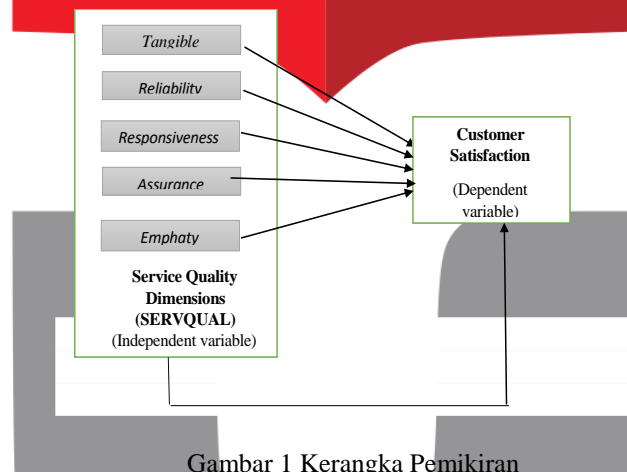 Tangible
Reliability
Responsiveness
Assurance
Emphaty
Service Quality
Dimensions
(SERVQUAL)
(Independent variable)
Customer
Satisfaction
(Dependent
variable)
Gambar 1 Kerangka Pemikiran